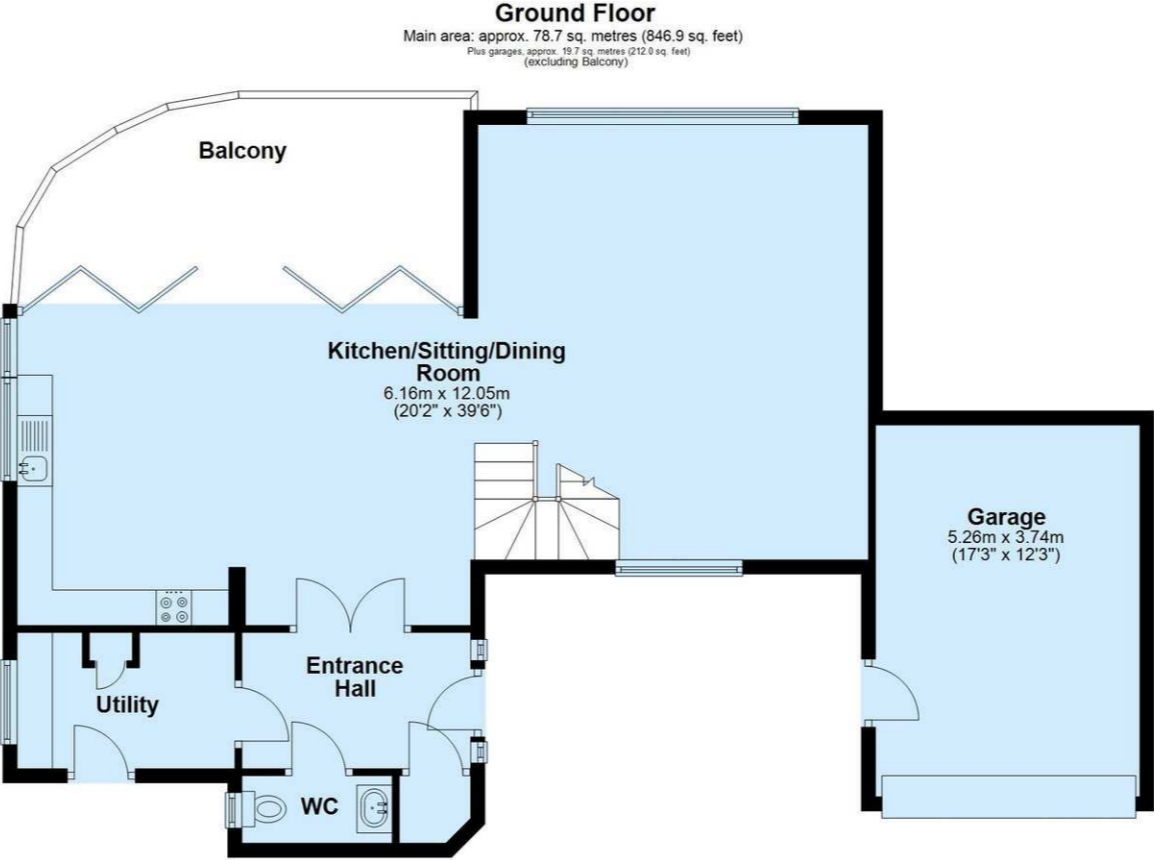 Ground Floor
Main area: approx. 78.7 sq. metres (846.9 sq. feet)
Plus garages, approx. 19.7 sq. metres (212.0 sq. feet)
(excluding Balcony)
Balcony
Kitchen/Sitting/Dining
Room
6.16m x 12.05m
(20'2" x 39'6")
Garage
5.26m x 3.74m
(17'3" x 12'3")
Entrance
Hall
Utility
WC